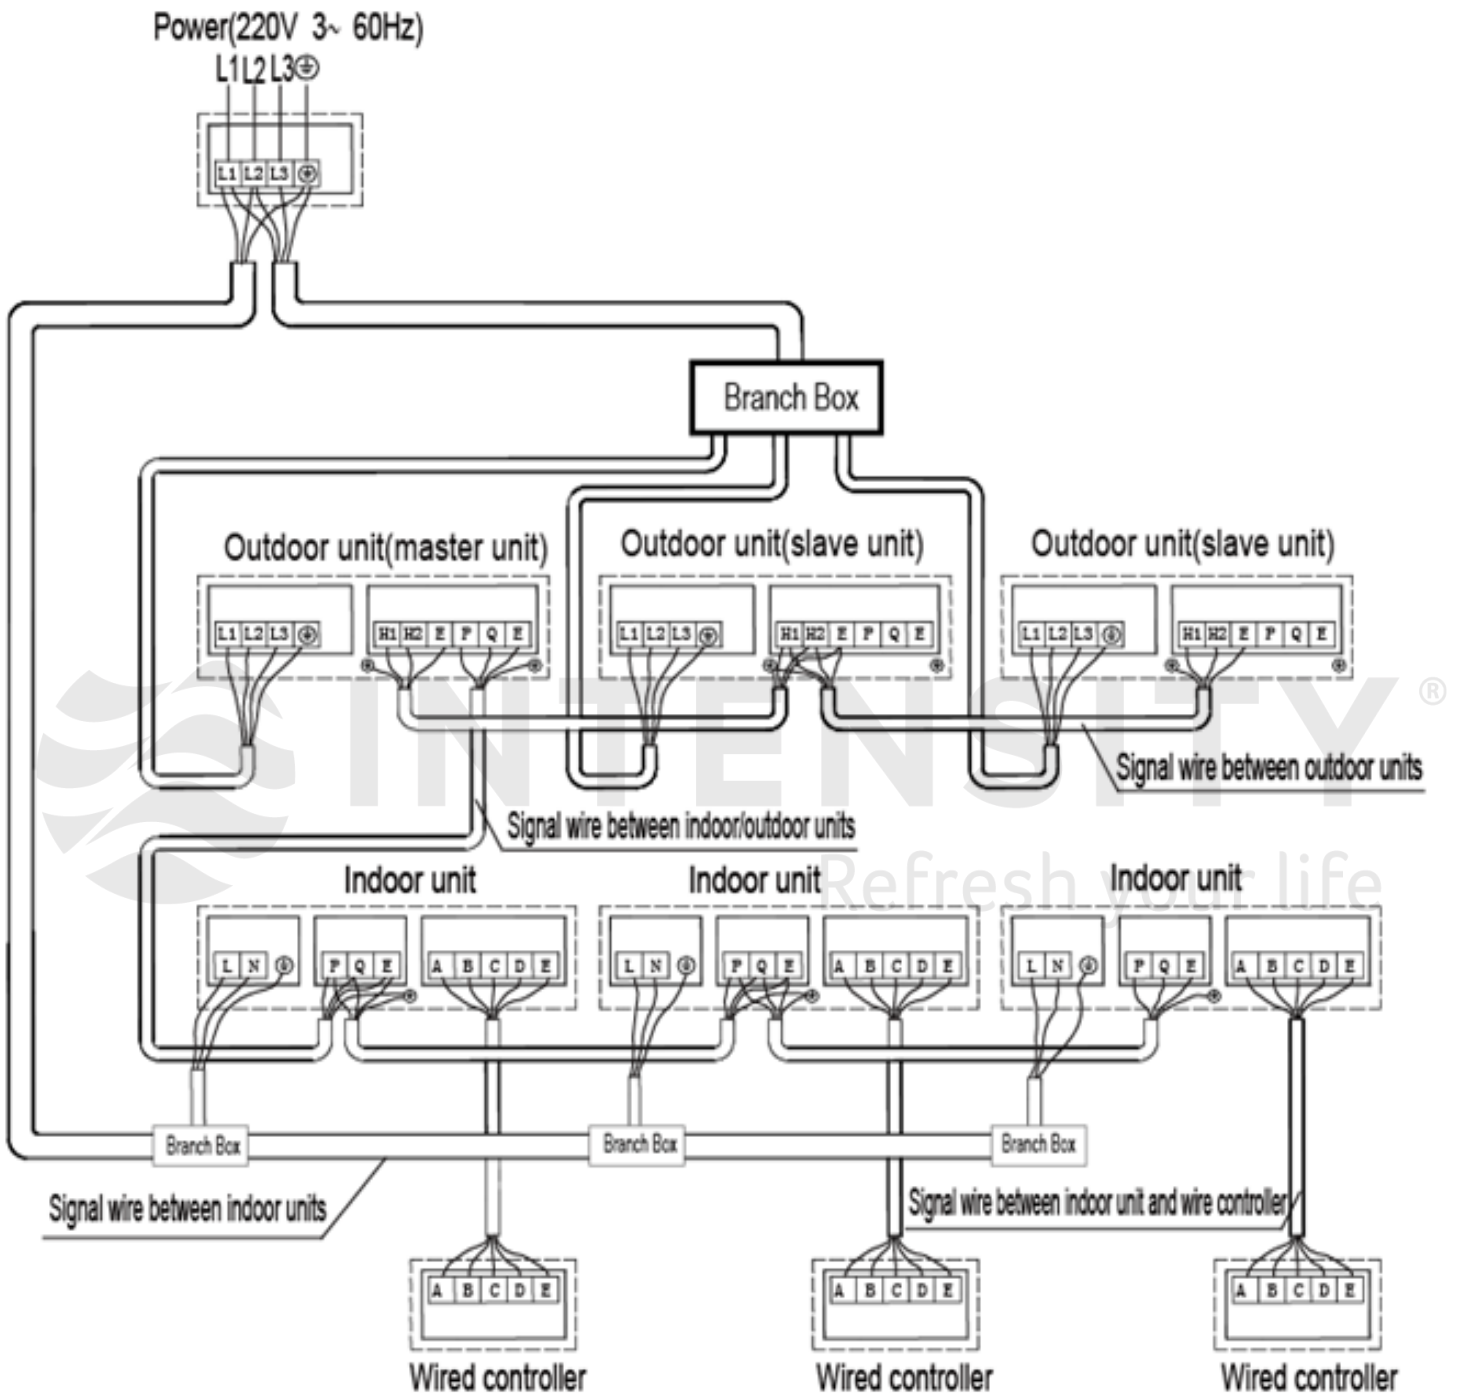 Power(220V 3~ 60Hz)
L1 L2 L3
L1 L2 L3
Branch Box
Outdoor unit(master unit) Outdoor unit(slave unit) Outdoor unit(slave unit)
L1 L2 L3 H1 H2 E P Q E L1 L2 L3 H1 H2 E P Q E L1 L2 L3 H1 H2 E P Q E
INTENSITY ®
Signal wire between outdoor units
Signal wire between indoor/outdoor units
Refresh your life
Indoor unit Indoor unit Indoor unit
L N P Q E A B C D E L N P Q E A B C D E L N P Q E A B C D E
Branch Box Branch Box Branch Box
Signal wire between indoor units Signal wire between indoor unit and wire controller
A B C D E A B C D E A B C D E
Wired controller Wired controller Wired controller